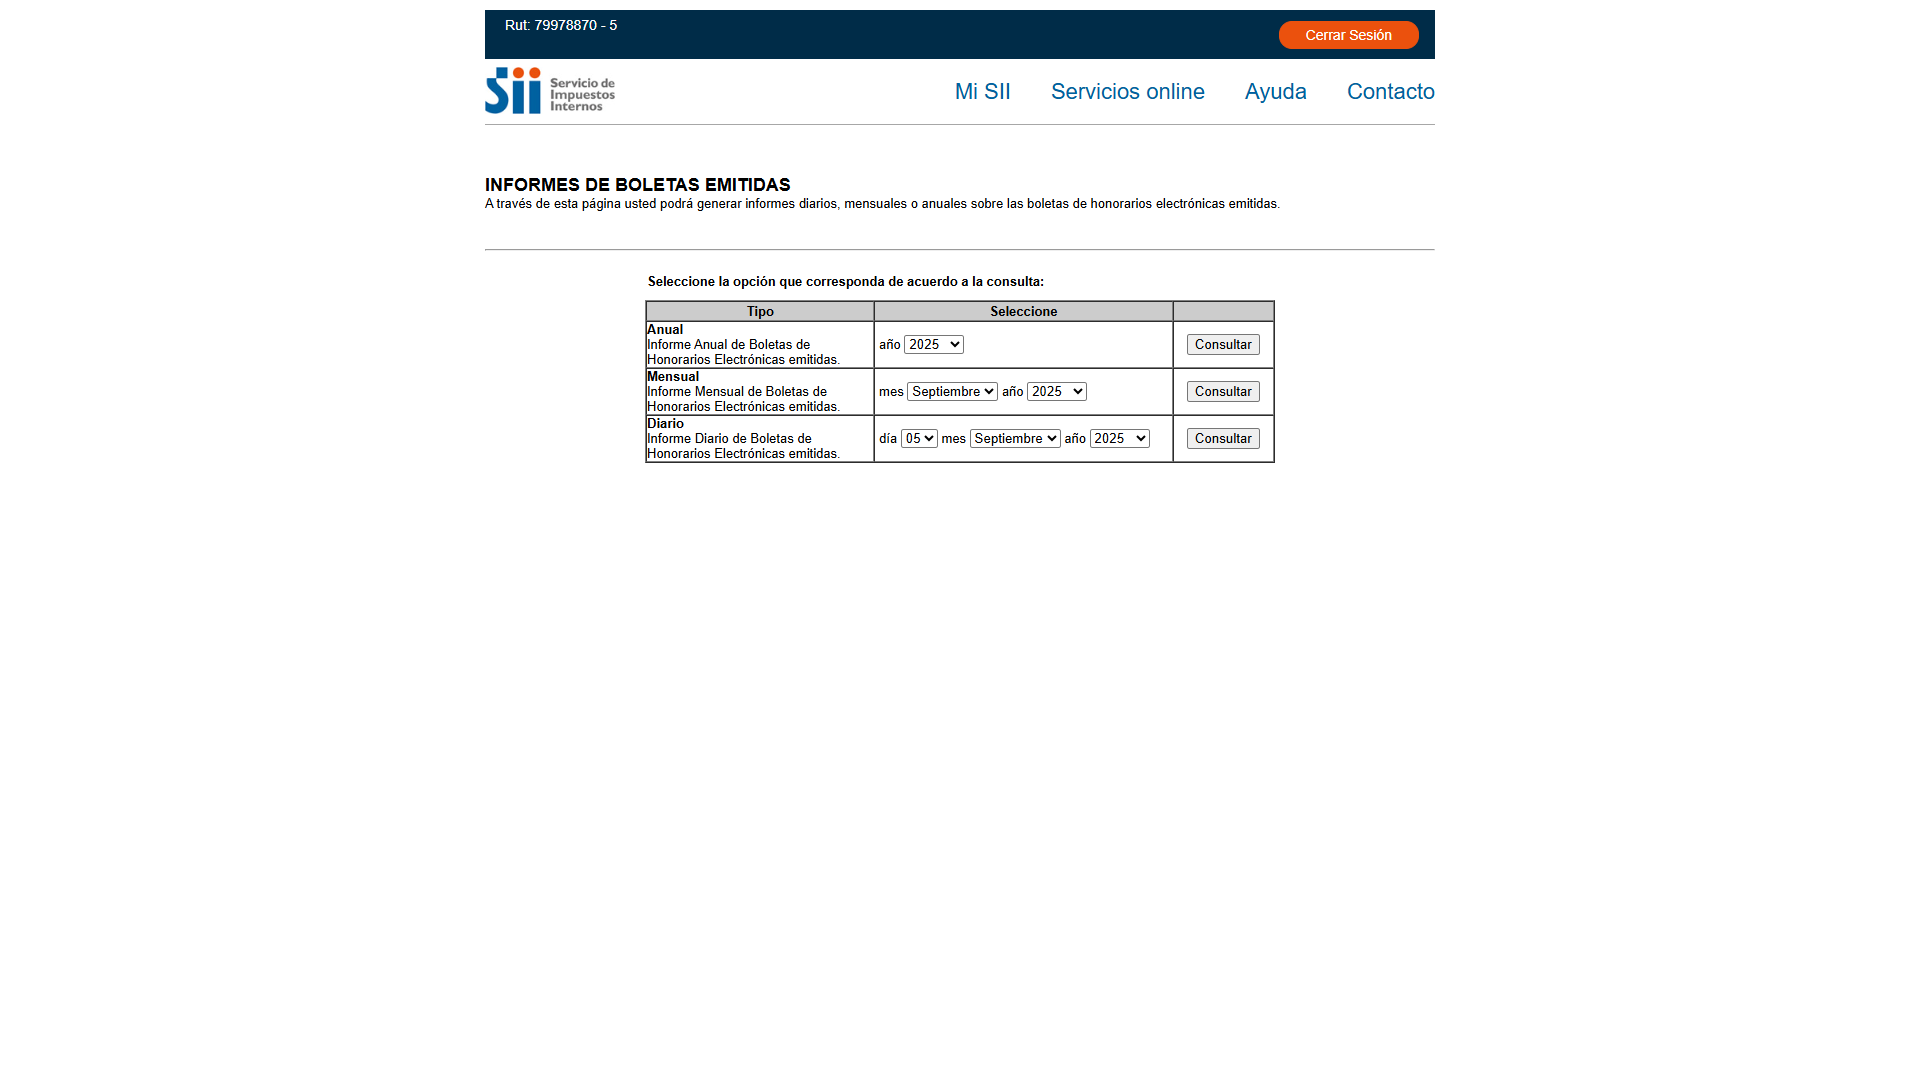 Rut: 79978870 - 5
Cerrar Sesión
Sii Servicio de
Impuestos
Internos
Mi SII Servicios online Ayuda Contacto
INFORMES DE BOLETAS EMITIDAS
A través de esta página usted podrá generar informes diarios, mensuales o anuales sobre las boletas de honorarios electrónicas emitidas.
Seleccione la opción que corresponda de acuerdo a la consulta:
Tipo Seleccione
Anual
Informe Anual de Boletas de
Honorarios Electrónicas emitidas.
año 2025 Consultar
Mensual
Informe Mensual de Boletas de
Honorarios Electrónicas emitidas.
mes Septiembre año 2025 Consultar
Diario
Informe Diario de Boletas de
Honorarios Electrónicas emitidas.
día 05 mes Septiembre año 2025 Consultar